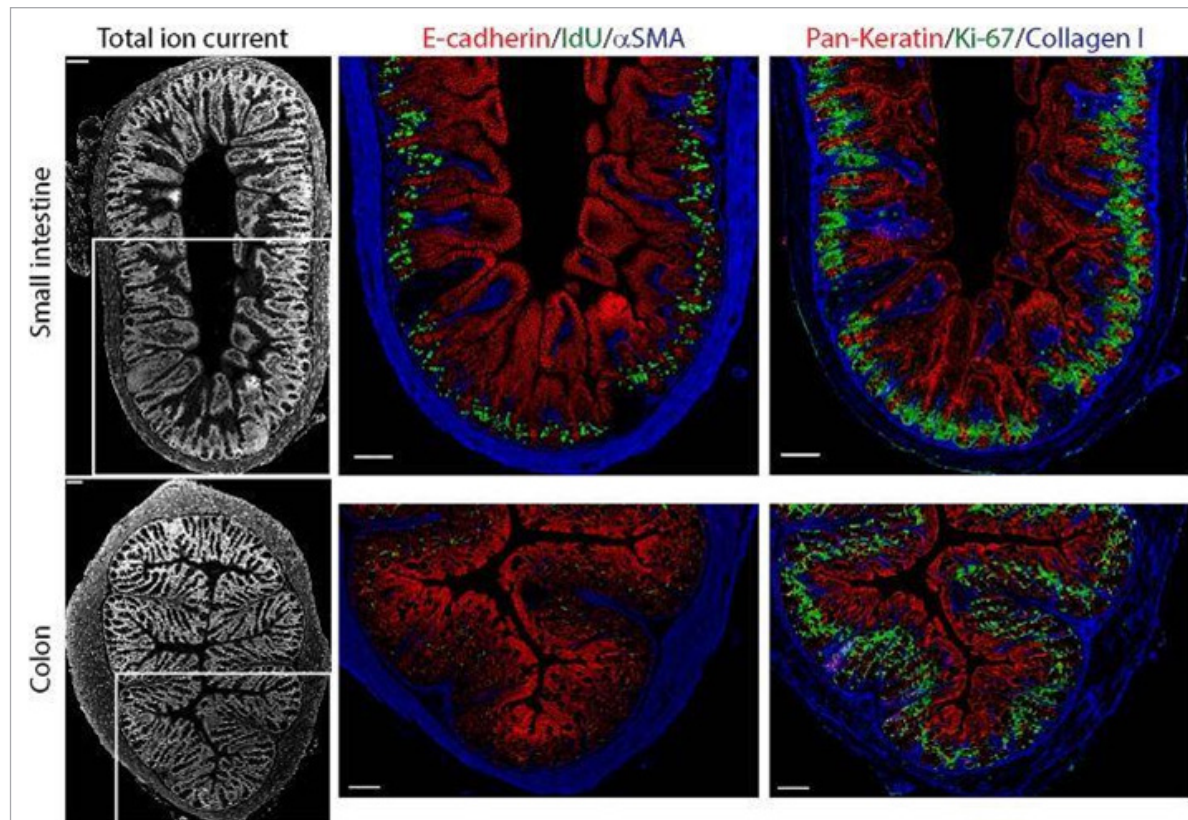 Total ion current
E-cadherin/IdU/αSMA
Pan-Keratin/Ki-67/Collagen I
Small intestine
Colon